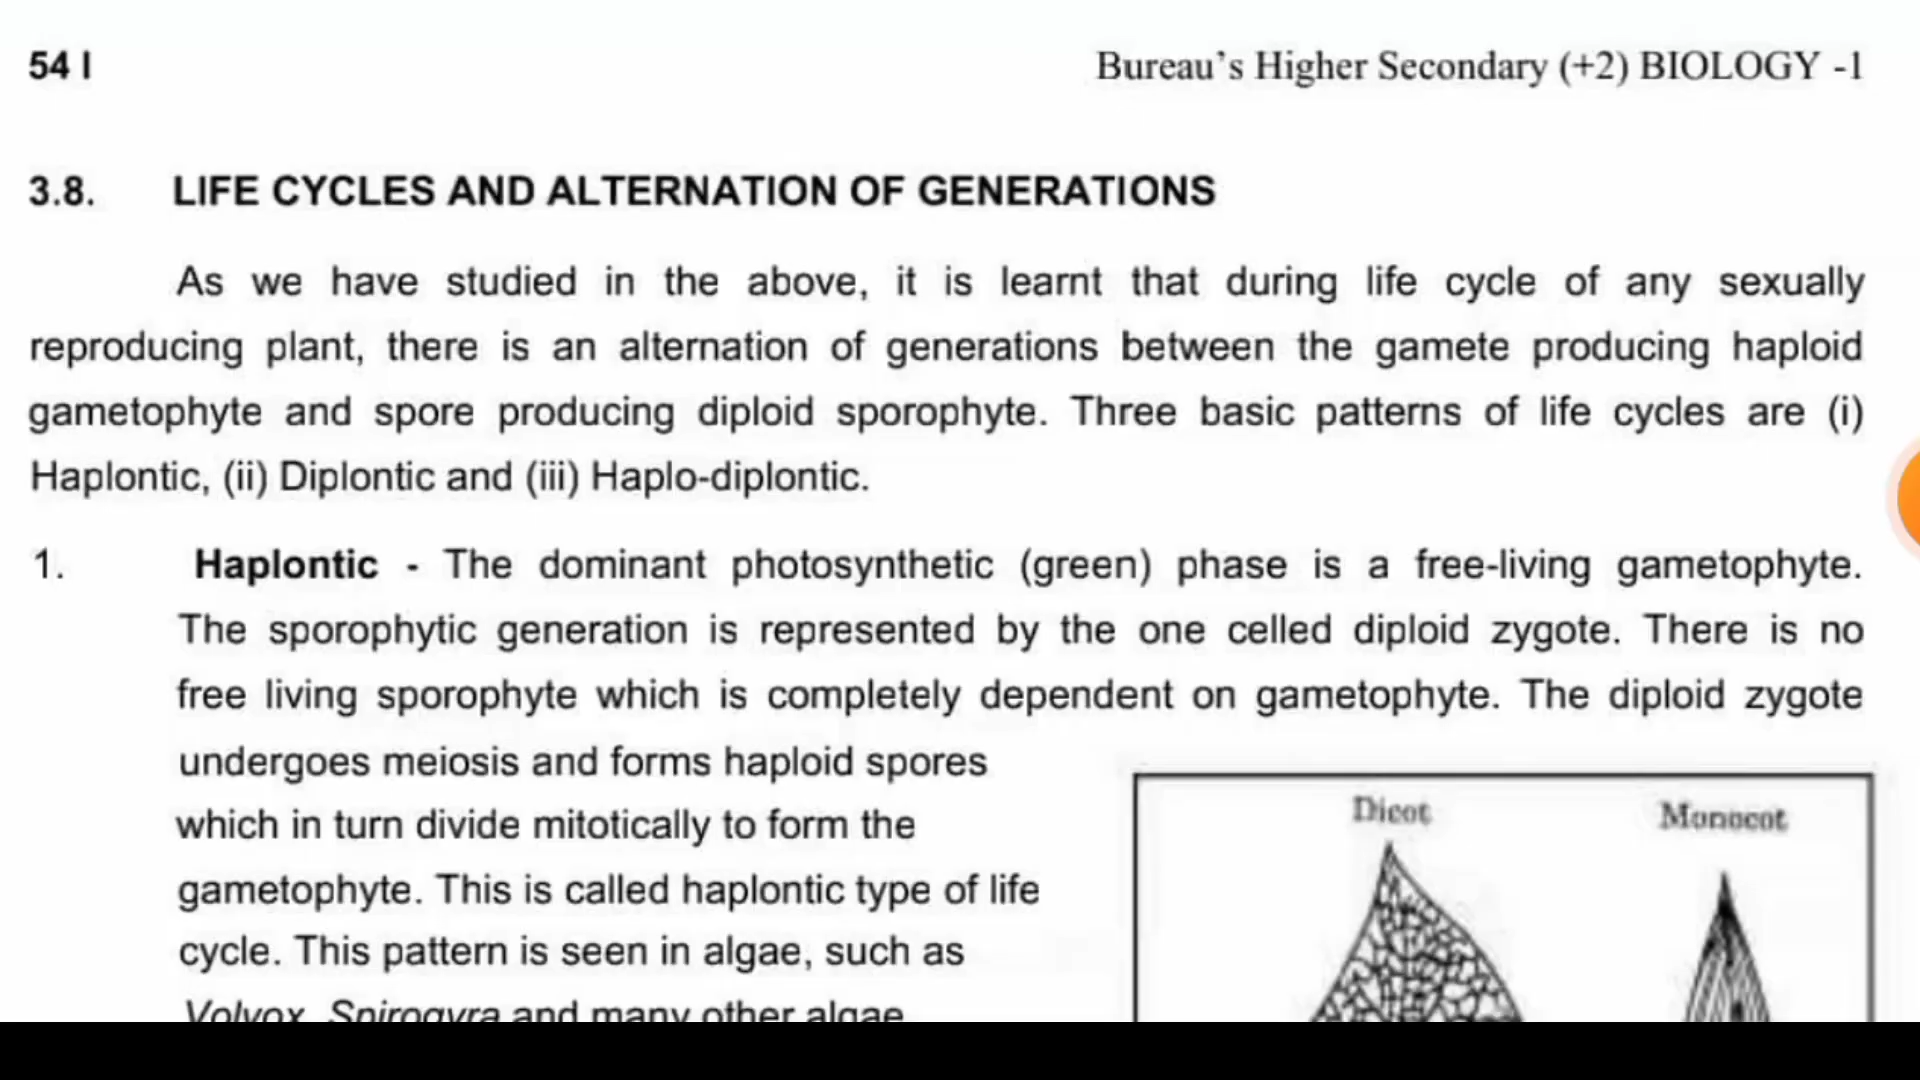 54 I
Bureau's Higher Secondary (+2) BIOLOGY -1
3.8. LIFE CYCLES AND ALTERNATION OF GENERATIONS
As we have studied in the above, it is learnt that during life cycle of any sexually
reproducing plant, there is an alternation of generations between the gamete producing haploid
gametophyte and spore producing diploid sporophyte. Three basic patterns of life cycles are (i)
Haplontic, (ii) Diplontic and (iii) Haplo-diplontic.
1. Haplontic - The dominant photosynthetic (green) phase is a free-living gametophyte.
The sporophytic generation is represented by the one celled diploid zygote. There is no
free living sporophyte which is completely dependent on gametophyte. The diploid zygote
undergoes meiosis and forms haploid spores
which in turn divide mitotically to form the
gametophyte. This is called haplontic type of life
cycle. This pattern is seen in algae, such as
Volvox, Spirogyra and many other algae.
Dicot
Monocot